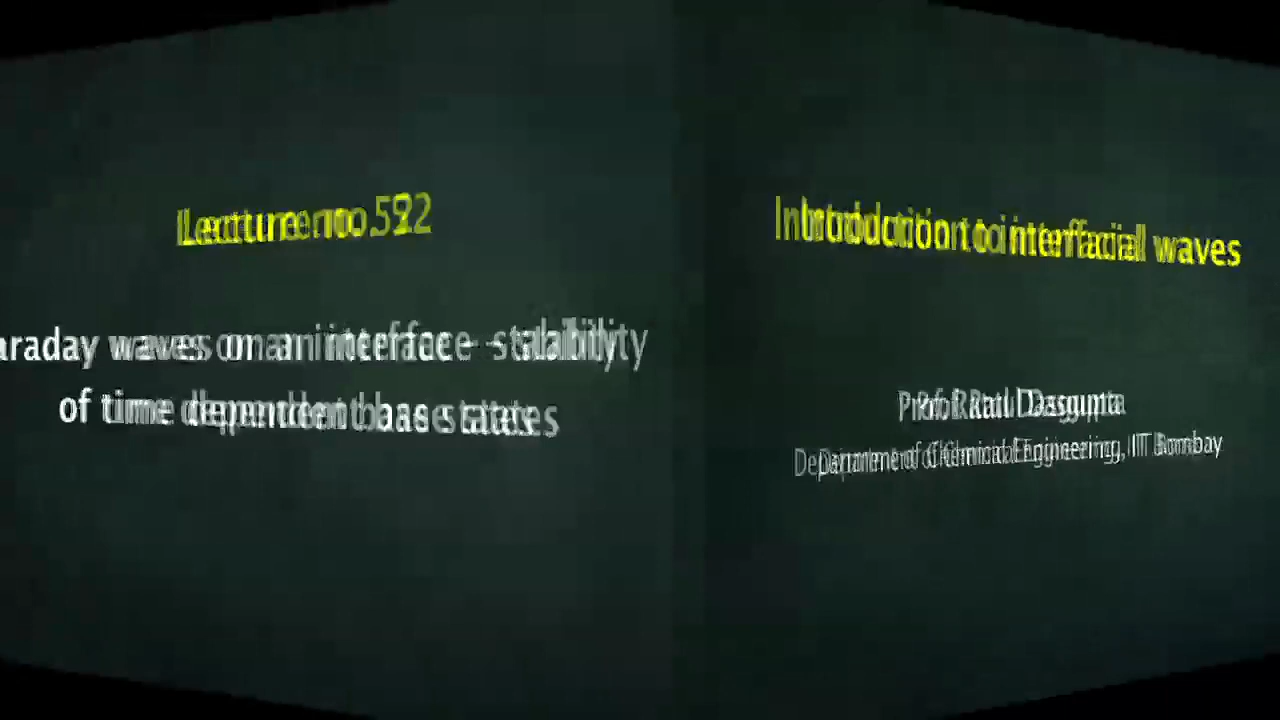 Lecture no. 52
araday waves on an interface - stability
of time dependent base states
Introduction to interfacial waves
Prof. Ratul Dasgupta
Department of Chemical Engineering, IIT Bombay